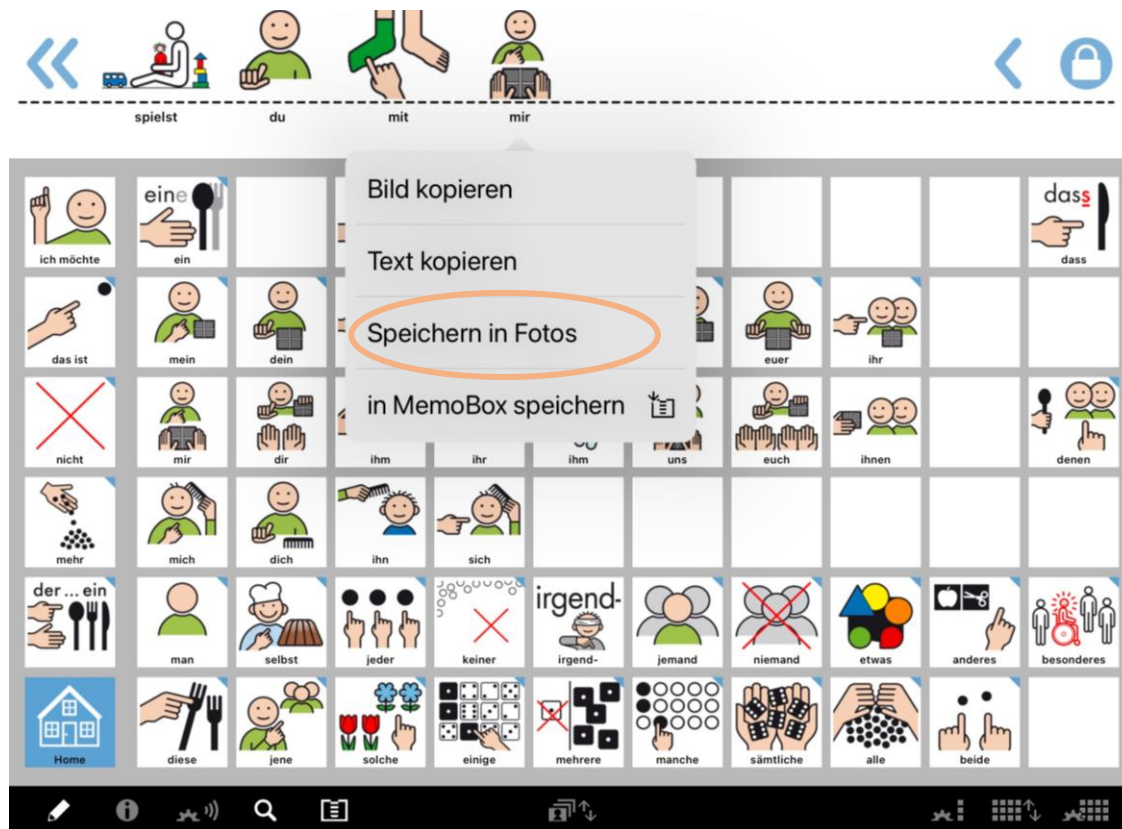 spielst du mit mir
Bild kopieren
Text kopieren
Speichern in Fotos
in MemoBox speichern
eine dass
ich möchte ein dass
das ist mein dein euer ihr
nicht mir dir ihm ihr ihm uns euch ihnen denen
mehr mich dich ihn sich
der ... ein irgend-
man selbst jeder keiner irgend- jemand niemand etwas anderes besonderes
Home diese jene solche einige mehrere manche sämtliche alle beide